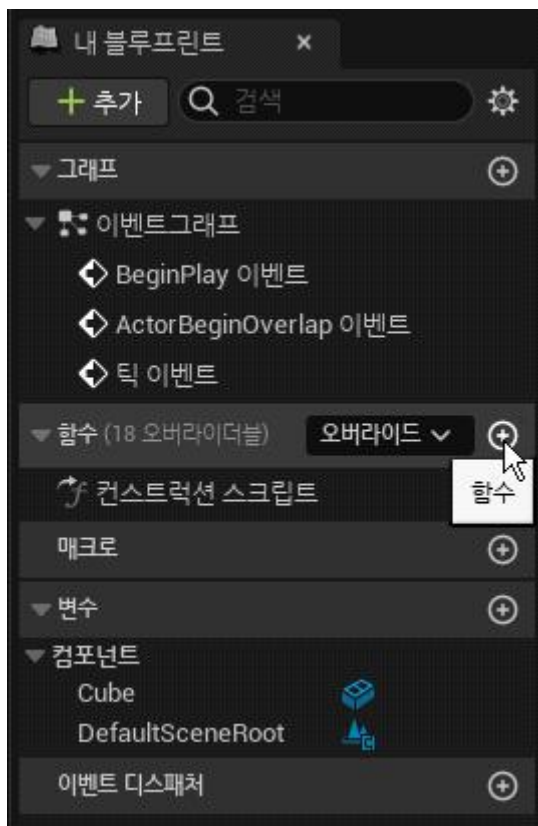 내 블루프린트
추가 검색
그래프
이벤트그래프
BeginPlay 이벤트
ActorBeginOverlap 이벤트
틱 이벤트
함수 (18 오버라이더블) 오버라이드
컨스트럭션 스크립트 함수
매크로
변수
컴포넌트
Cube
DefaultSceneRoot
이벤트 디스패처